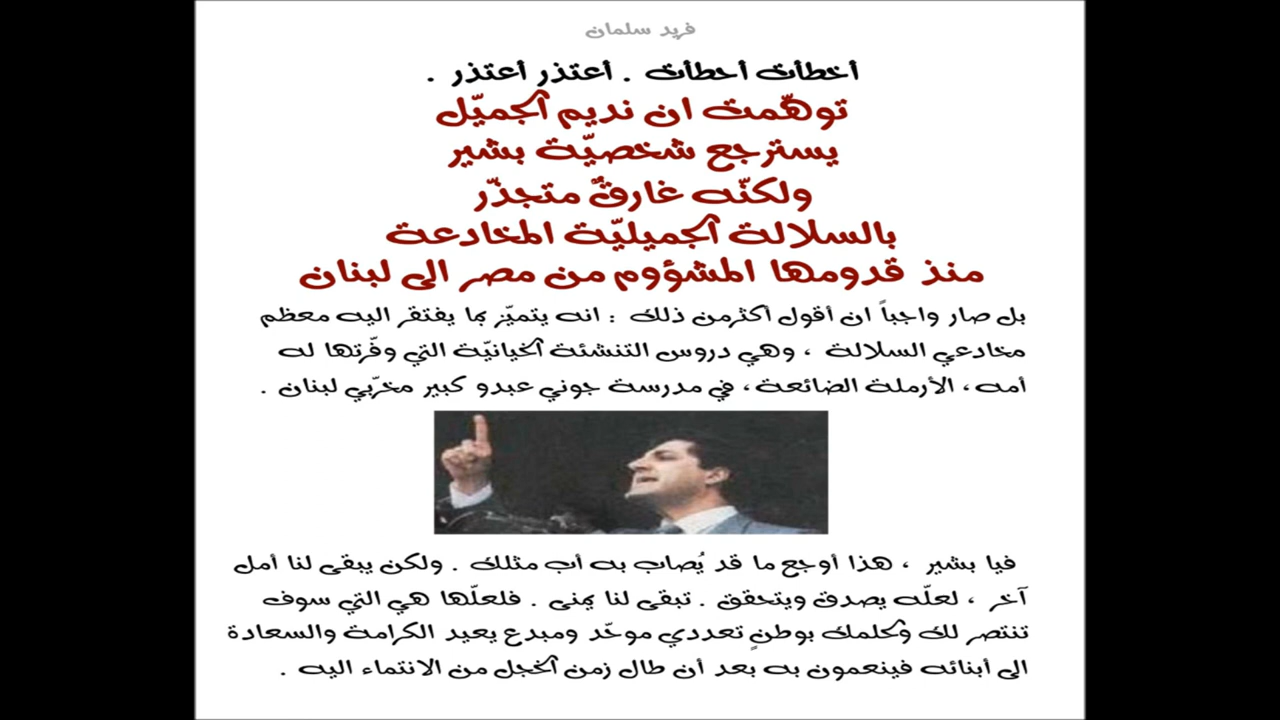 فريد سلمان
أخطأت أحطأت . أعتذر أعتذر .
توهّمت ان نديم الجميّل
يسترجع شخصيّة بشير
ولكنّه غارقٌ متجذّر
بالسلالة الجميليّة المخادعة
منذ قدومها المشؤوم من مصر الى لبنان
بل صار واجباً ان أقول أكثرمن ذلك : انه يتميّز بما يفتقر اليه معظم
مخادعي السلالة ، وهي دروس التنشئة الخيانيّة التي وفّرتها له
أمه، الأرملة الضائعة، في مدرسة جوني عبدو كبير مخرّبي لبنان .
فيا بشير ، هذا أوجع ما قد يُصاب به أب مثلك . ولكن يبقى لنا أمل
آخر ، لعلّه يصدق ويتحقق . تبقى لنا يمنى . فلعلّها هي التي سوف
تنتصر لك ولحلمك بوطنٍ تعددي موحّد ومبدع يعيد الكرامة والسعادة
الى أبنائه فينعمون به بعد أن طال زمن الخجل من الانتماء اليه .